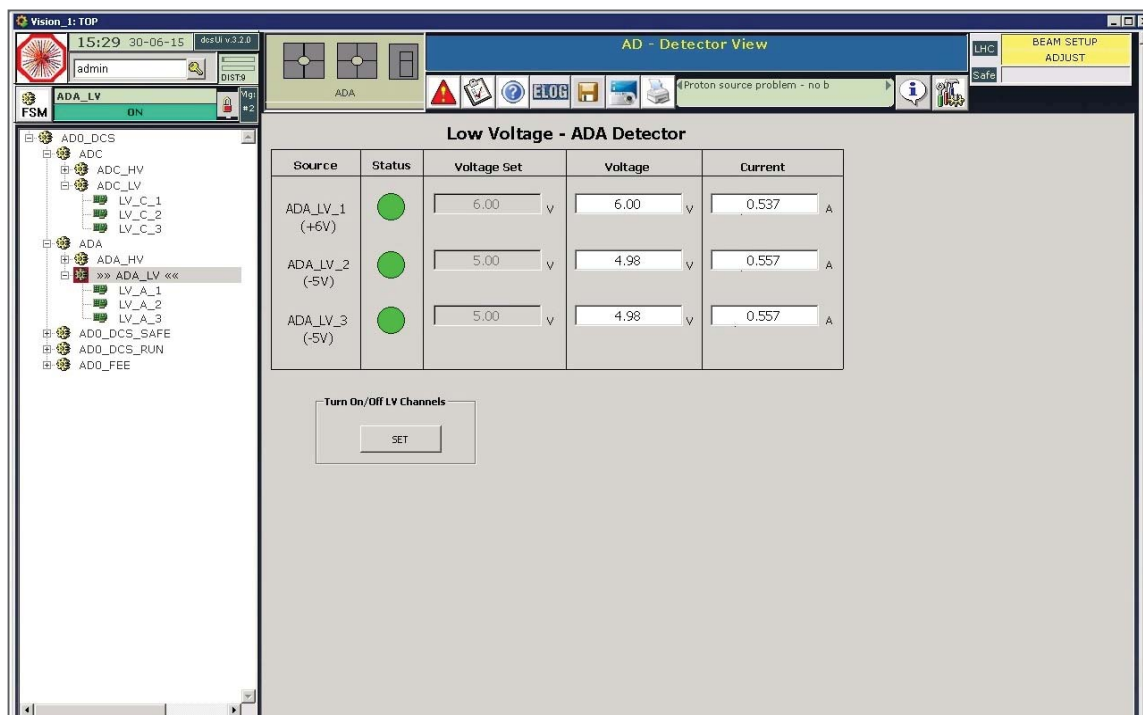 Vision_1: TOP
15:29 30-06-15
dcsUi v.3.2.0
admin
DIST:9
FSM
ADA_LV
ON
#2
ADA
AD - Detector View
ELOG
Proton source problem - no b
LHC
BEAM SETUP
ADJUST
Safe
AD0_DCS
ADC
ADC_HV
ADC_LV
LV_C_1
LV_C_2
LV_C_3
ADA
ADA_HV
»» ADA_LV ««
LV_A_1
LV_A_2
LV_A_3
AD0_DCS_SAFE
AD0_DCS_RUN
AD0_FEE
Low Voltage - ADA Detector
Source Status Voltage Set Voltage Current
ADA_LV_1 6.00 V 6.00 V 0.537 A
(+6V)
ADA_LV_2 5.00 V 4.98 V 0.557 A
(-5V)
ADA_LV_3 5.00 V 4.98 V 0.557 A
(-5V)
Turn On/Off LV Channels
SET